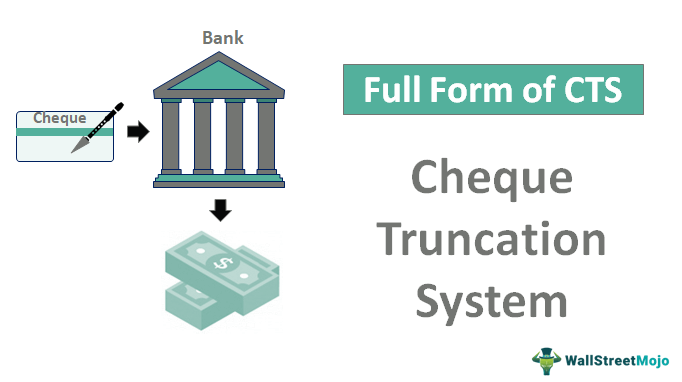 Bank
Cheque
$
Full Form of CTS
Cheque
Truncation
System
WallStreetMojo